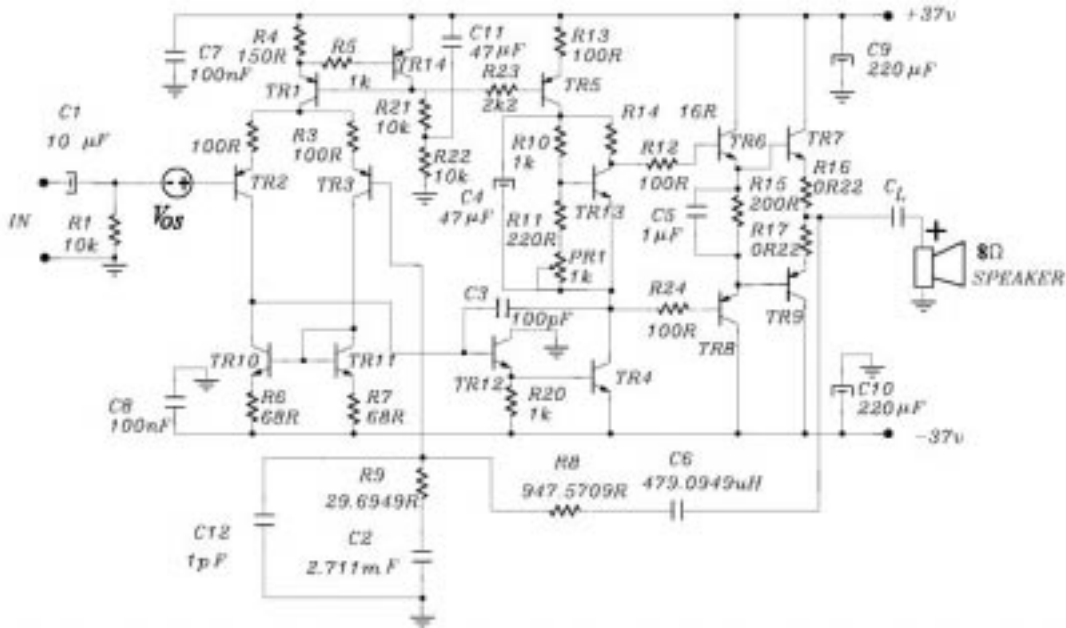 +37v
R4
150R
R5
1k
C11
47µF
R13
100R
C7
100nF
TR14
C9
220µF
TR1
R23
2k2
TR5
C1
10 µF
R21
10k
R14
16R
R10
1k
TR6
TR7
100R
R3
100R
R12
100R
R16
0R22
TR2
TR3
R22
10k
C4
47µF
TR13
R15
200R
C5
1µF
R17
0R22
CL
IN
R1
10k
VOS
R11
220R
PR1
1k
+
8Ω
SPEAKER
C3
100pF
R24
100R
TR9
TR8
TR10
TR11
TR12
TR4
R20
1k
C8
100nF
R6
68R
R7
68R
C10
220µF
-37v
R9
29.6949R
R8
947.5709R
C6
479.0949uH
C12
1pF
C2
2.711mF